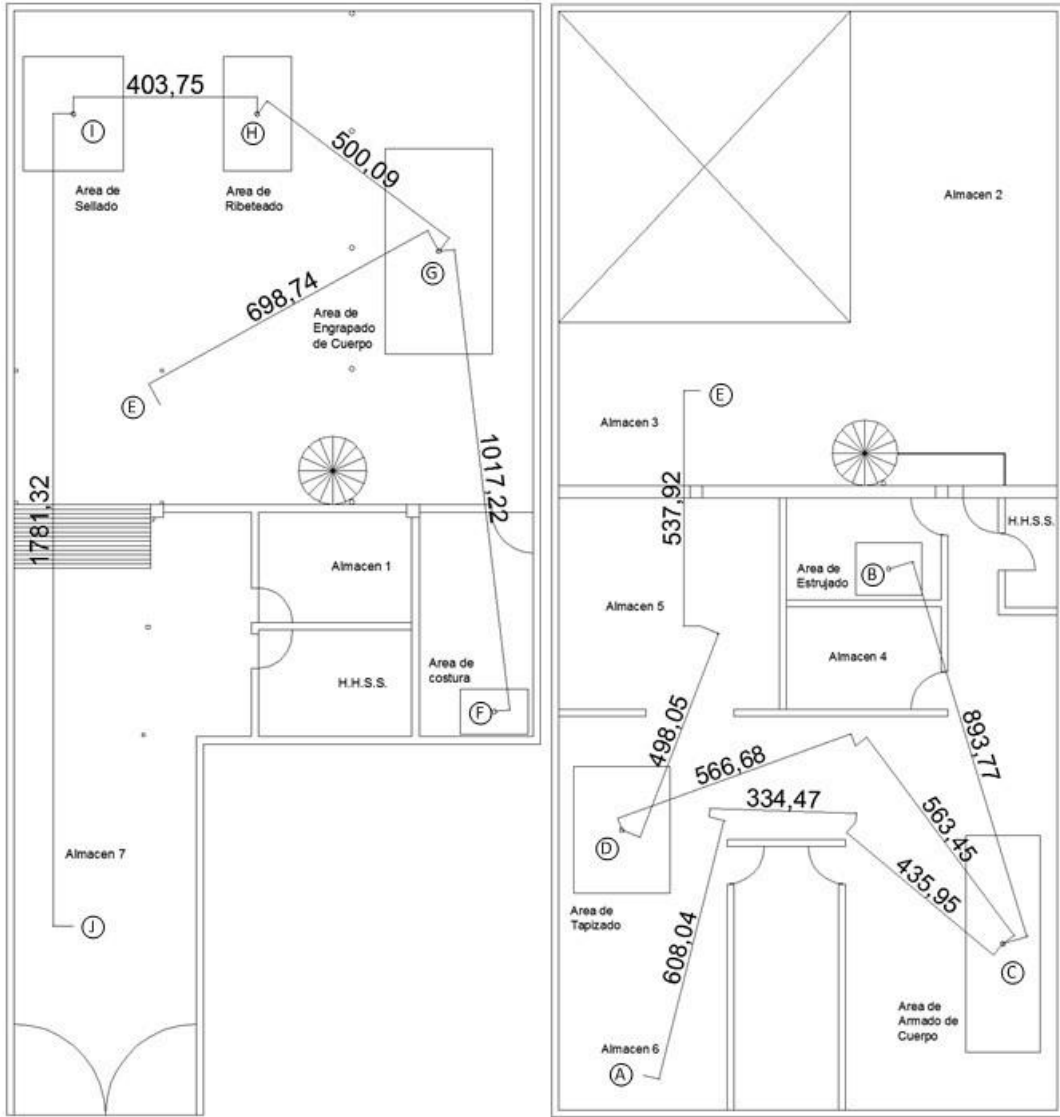 403,75
I
H
500,09
Area de
Sellado
Area de
Ribeteado
G
698,74
Area de
Engrapado
de Cuerpo
E
1017,22
1781,32
Almacen 1
H.H.S.S.
Area de
costura
F
Almacen 7
J
Almacen 2
E
Almacen 3
537,92
H.H.S.S.
Area de
Estrujado
B
Almacen 5
Almacen 4
498,05
893,77
566,68
334,47
563,45
D
435,95
Area de
Tapizado
608,04
C
Area de
Armado de
Cuerpo
Almacen 6
A